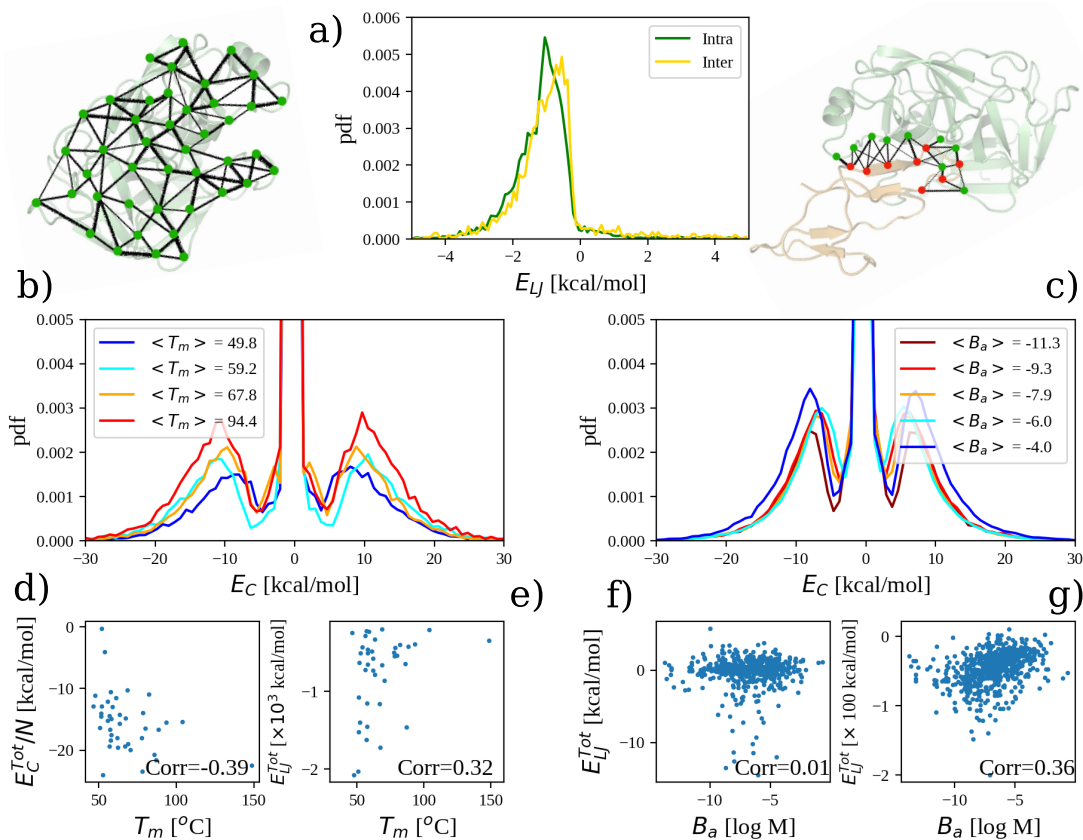 a)
0.006
0.005
0.004
0.003
0.002
0.001
0.000
pdf
Intra
Inter
−4
−2
0
2
4
E_LJ [kcal/mol]
b)
c)
0.005
0.004
0.003
0.002
0.001
0.000
pdf
< T_m > = 49.8
< T_m > = 59.2
< T_m > = 67.8
< T_m > = 94.4
−30
−20
−10
0
10
20
30
E_C [kcal/mol]
0.005
0.004
0.003
0.002
0.001
0.000
pdf
< B_a > = -11.3
< B_a > = -9.3
< B_a > = -7.9
< B_a > = -6.0
< B_a > = -4.0
−30
−20
−10
0
10
20
30
E_C [kcal/mol]
d)
E_C^Tot/N [kcal/mol]
0
−10
−20
Corr=-0.39
50
100
150
T_m [°C]
e)
E_LJ^Tot [×10³ kcal/mol]
−1
−2
Corr=0.32
50
100
150
T_m [°C]
f)
E_LJ^Tot [kcal/mol]
0
−10
Corr=0.01
−10
−5
B_a [log M]
g)
E_LJ^Tot [× 100 kcal/mol]
0
−1
−2
Corr=0.36
−10
−5
B_a [log M]